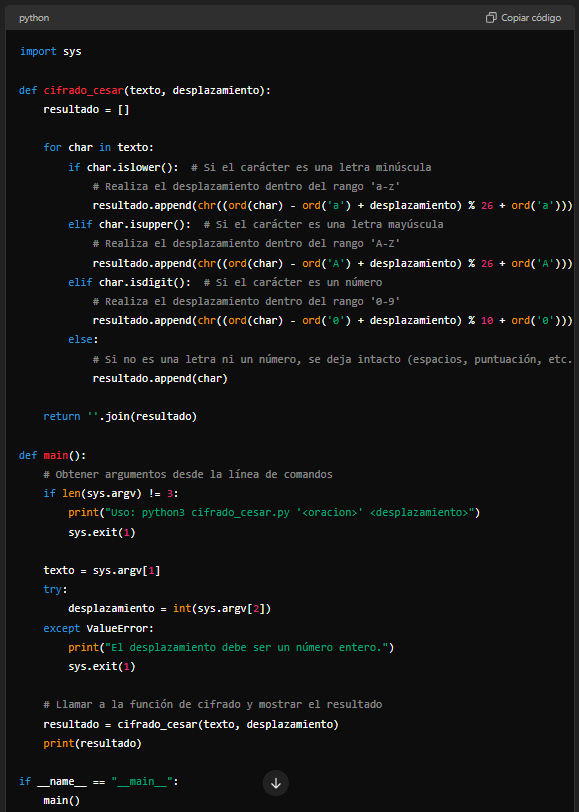 python
Copiar código
import sys
def cifrado_cesar(texto, desplazamiento):
    resultado = []
    for char in texto:
        if char.islower():  # Si el carácter es una letra minúscula
            # Realiza el desplazamiento dentro del rango 'a-z'
            resultado.append(chr((ord(char) - ord('a') + desplazamiento) % 26 + ord('a')))
        elif char.isupper():  # Si el carácter es una letra mayúscula
            # Realiza el desplazamiento dentro del rango 'A-Z'
            resultado.append(chr((ord(char) - ord('A') + desplazamiento) % 26 + ord('A')))
        elif char.isdigit():  # Si el carácter es un número
            # Realiza el desplazamiento dentro del rango '0-9'
            resultado.append(chr((ord(char) - ord('0') + desplazamiento) % 10 + ord('0')))
        else:
            # Si no es una letra ni un número, se deja intacto (espacios, puntuación, etc.
            resultado.append(char)
    return ''.join(resultado)
def main():
    # Obtener argumentos desde la línea de comandos
    if len(sys.argv) != 3:
        print("Uso: python3 cifrado_cesar.py '<oracion>' <desplazamiento>")
        sys.exit(1)
    texto = sys.argv[1]
    try:
        desplazamiento = int(sys.argv[2])
    except ValueError:
        print("El desplazamiento debe ser un número entero.")
        sys.exit(1)
    # Llamar a la función de cifrado y mostrar el resultado
    resultado = cifrado_cesar(texto, desplazamiento)
    print(resultado)
if __name__ == "__main__":
    main()